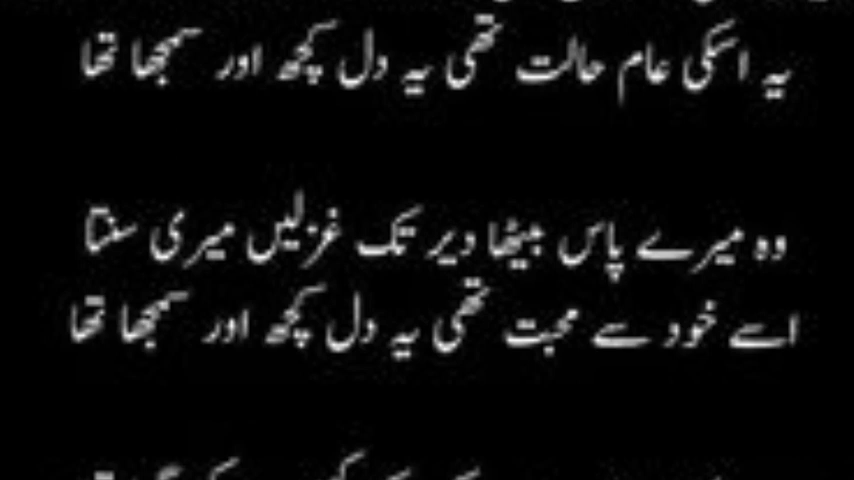 یہ اسکی عام حالت تھی یہ دل کچھ اور سمجھا تھا
وہ میرے پاس بیٹھا دیر تک غزلیں میری سنتا
اسے خود سے محبت تھی یہ دل کچھ اور سمجھا تھا